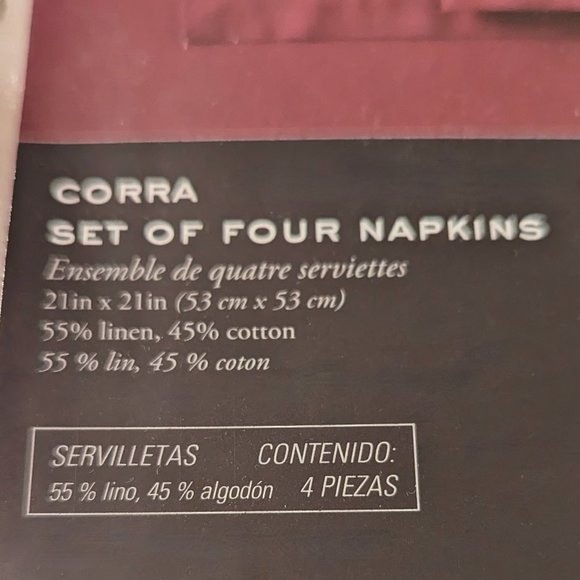 CORRA
SET OF FOUR NAPKINS
Ensemble de quatre serviettes
21in x 21in (53 cm x 53 cm)
55% linen, 45% cotton
55 % lin, 45 % coton
SERVILLETAS CONTENIDO:
55 % lino, 45 % algodón 4 PIEZAS